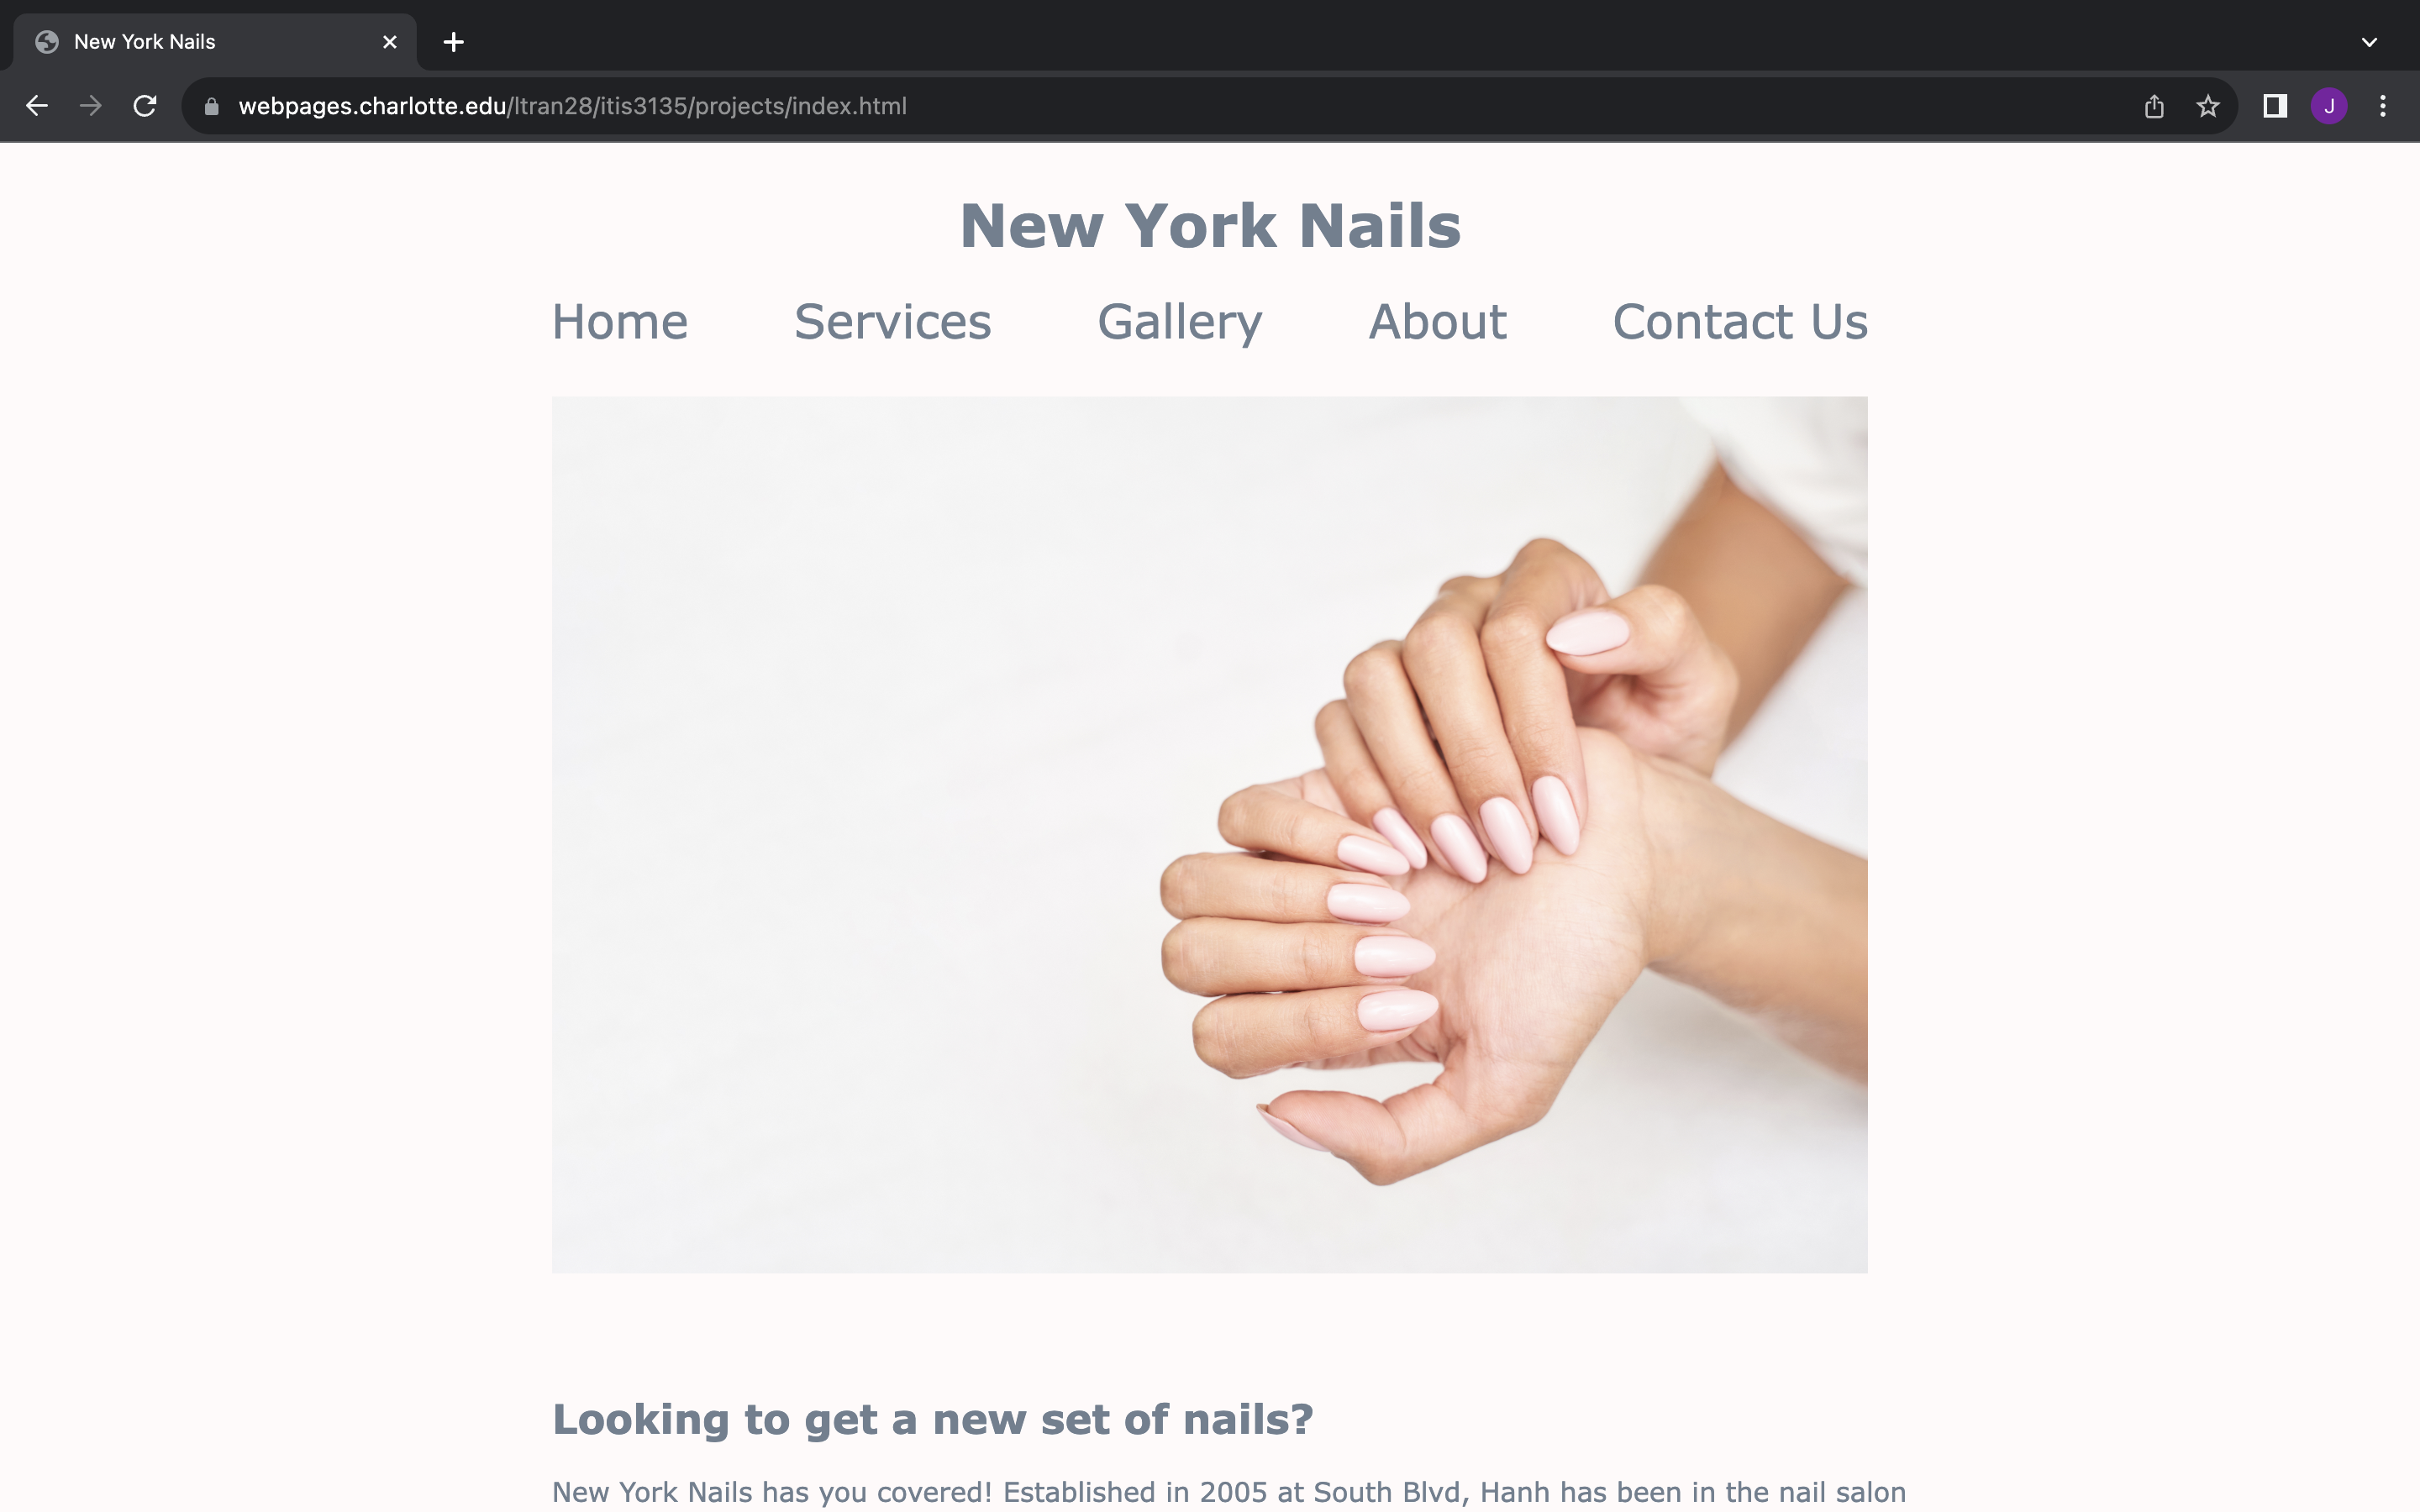 New York Nails
webpages.charlotte.edu/ltran28/itis3135/projects/index.html
J
New York Nails
Home Services Gallery About Contact Us
Looking to get a new set of nails?
New York Nails has you covered! Established in 2005 at South Blvd, Hanh has been in the nail salon